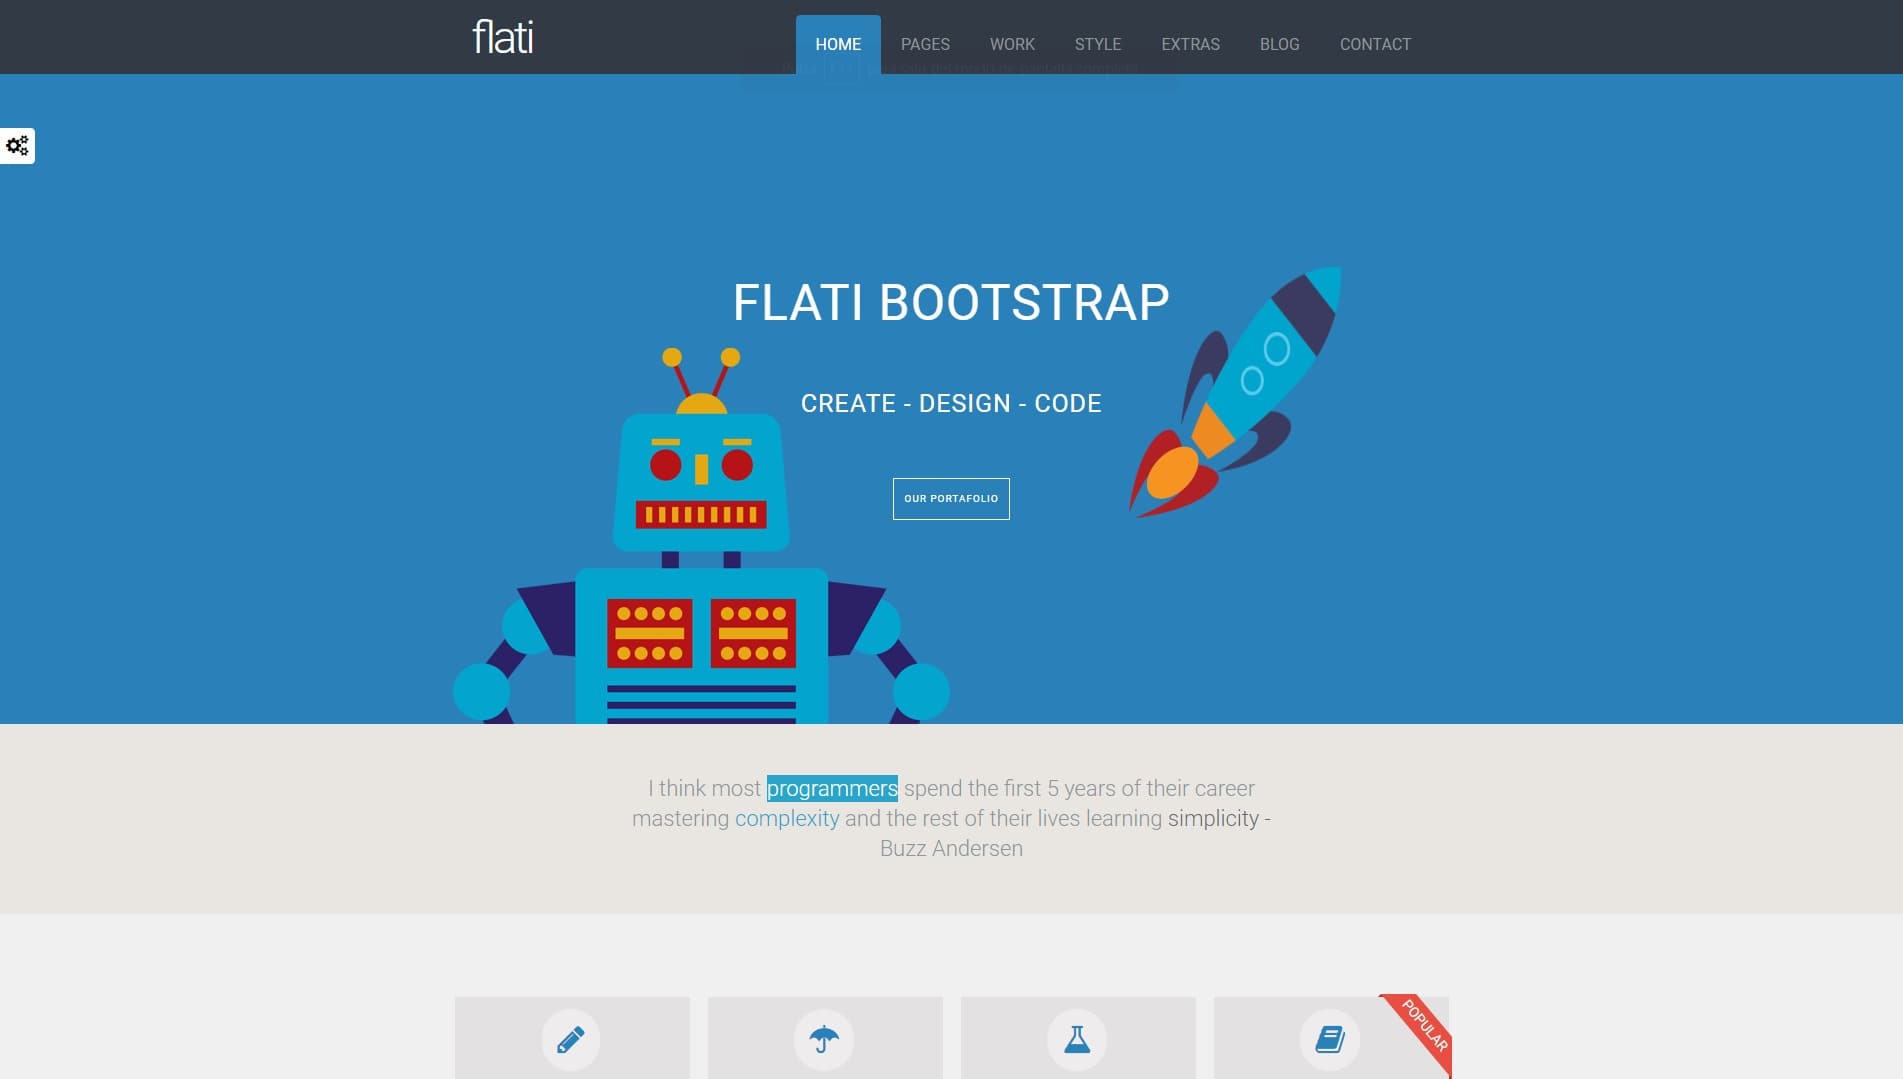 flati
HOME PAGES WORK STYLE EXTRAS BLOG CONTACT
FLATI BOOTSTRAP
CREATE - DESIGN - CODE
OUR PORTAFOLIO
I think most programmers spend the first 5 years of their career
mastering complexity and the rest of their lives learning simplicity -
Buzz Andersen
POPULAR